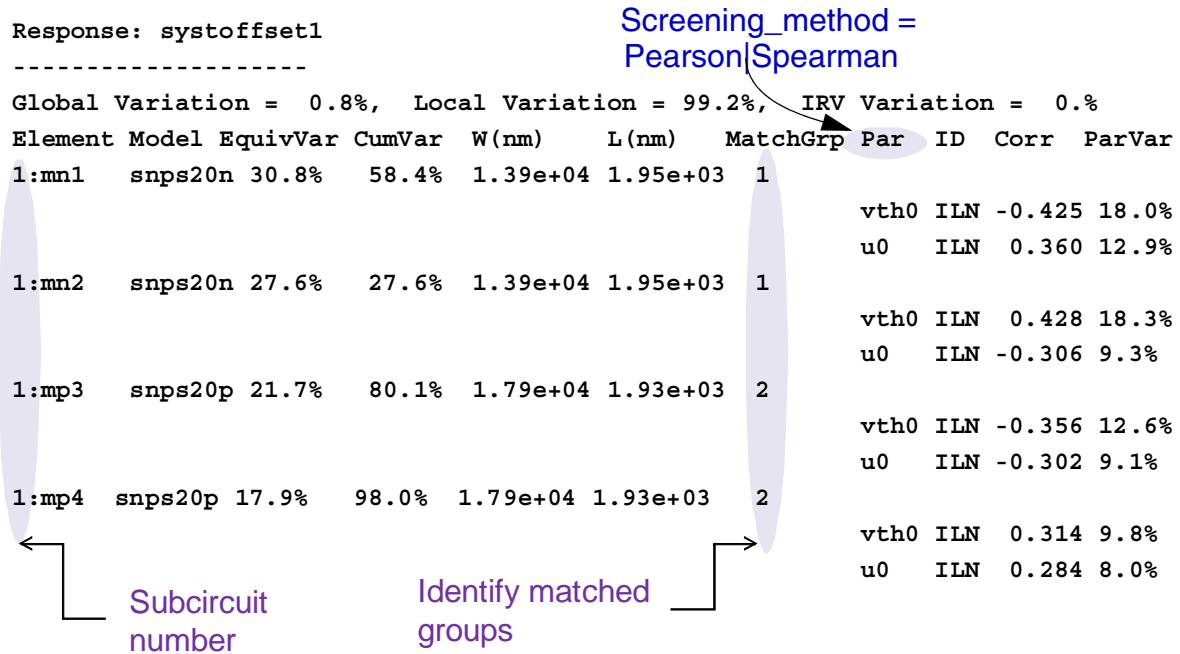 Screening_method =
Pearson|Spearman
Response: systoffset1
--------------------
Global Variation =  0.8%,  Local Variation = 99.2%,  IRV Variation =  0.%
Element Model EquivVar CumVar  W(nm)    L(nm)   MatchGrp Par  ID  Corr  ParVar
1:mn1   snps20n 30.8%   58.4%  1.39e+04 1.95e+03  1
vth0 ILN -0.425 18.0%
u0   ILN  0.360 12.9%
1:mn2   snps20n 27.6%   27.6%  1.39e+04 1.95e+03  1
vth0 ILN  0.428 18.3%
u0   ILN -0.306 9.3%
1:mp3   snps20p 21.7%   80.1%  1.79e+04 1.93e+03  2
vth0 ILN -0.356 12.6%
u0   ILN -0.302 9.1%
1:mp4  snps20p 17.9%   98.0%  1.79e+04 1.93e+03   2
vth0 ILN  0.314 9.8%
u0   ILN  0.284 8.0%
Subcircuit
number
Identify matched
groups